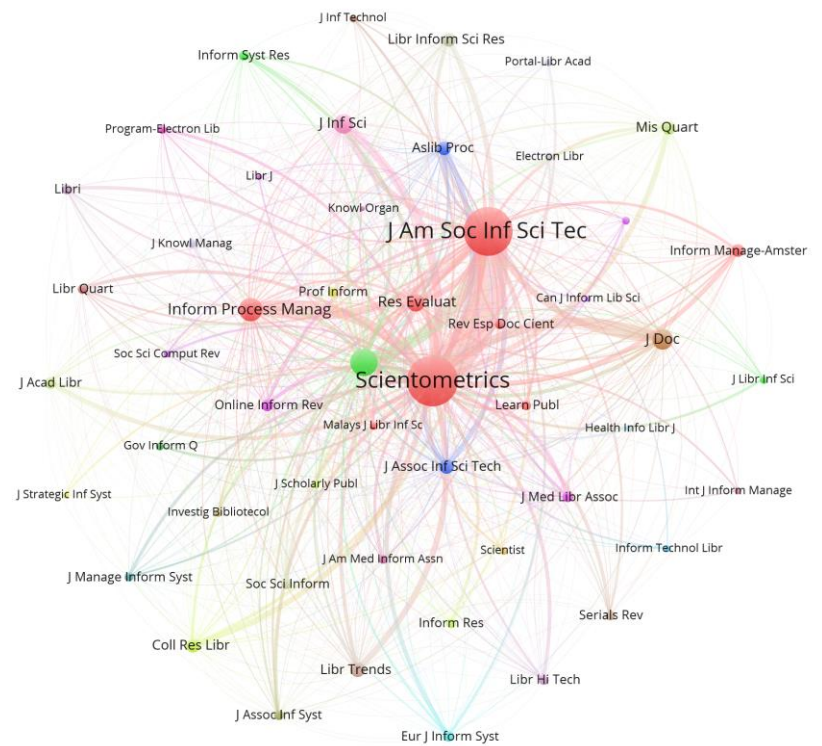 J Inf Technol
Libr Inform Sci Res
Inform Syst Res
Portal-Libr Acad
Program-Electron Lib
J Inf Sci
Mis Quart
Aslib Proc
Electron Libr
Libr J
Libri
Knowl Organ
J Am Soc Inf Sci Tec
J Knowl Manag
Inform Manage-Amster
Libr Quart
Prof Inform
Can J Inform Lib Sci
Inform Process Manag
Res Evaluat
Rev Esp Doc Cient
J Doc
Soc Sci Comput Rev
J Acad Libr
Scientometrics
J Libr Inf Sci
Online Inform Rev
Learn Publ
Malays J Libr Inf Sc
Health Info Libr J
Gov Inform Q
J Assoc Inf Sci Tech
J Scholarly Publ
J Strategic Inf Syst
J Med Libr Assoc
Int J Inform Manage
Investig Bibliotecol
J Am Med Inform Assn
Scientist
Inform Technol Libr
J Manage Inform Syst
Soc Sci Inform
Inform Res
Serials Rev
Coll Res Libr
Libr Trends
Libr Hi Tech
J Assoc Inf Syst
Eur J Inform Syst